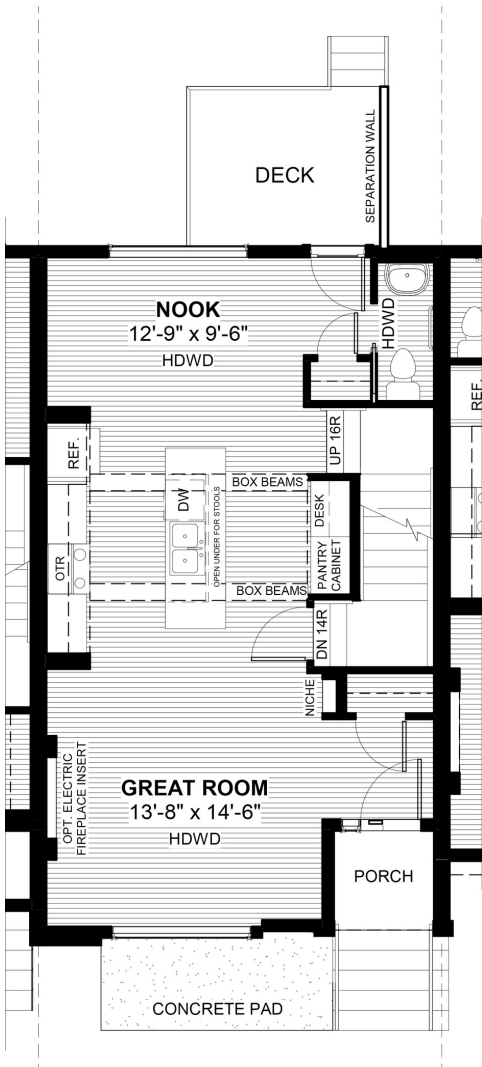 DECK
SEPARATION WALL
NOOK
12'-9" x 9'-6"
HDWD
HDWD
UP 16R
REF.
REF.
BOX BEAMS
DW
OPEN UNDER FOR STOOLS
DESK
PANTRY
CABINET
OTR
BOX BEAMS
DN 14R
NICHE
OPT. ELECTRIC
FIREPLACE INSERT
GREAT ROOM
13'-8" x 14'-6"
HDWD
PORCH
CONCRETE PAD